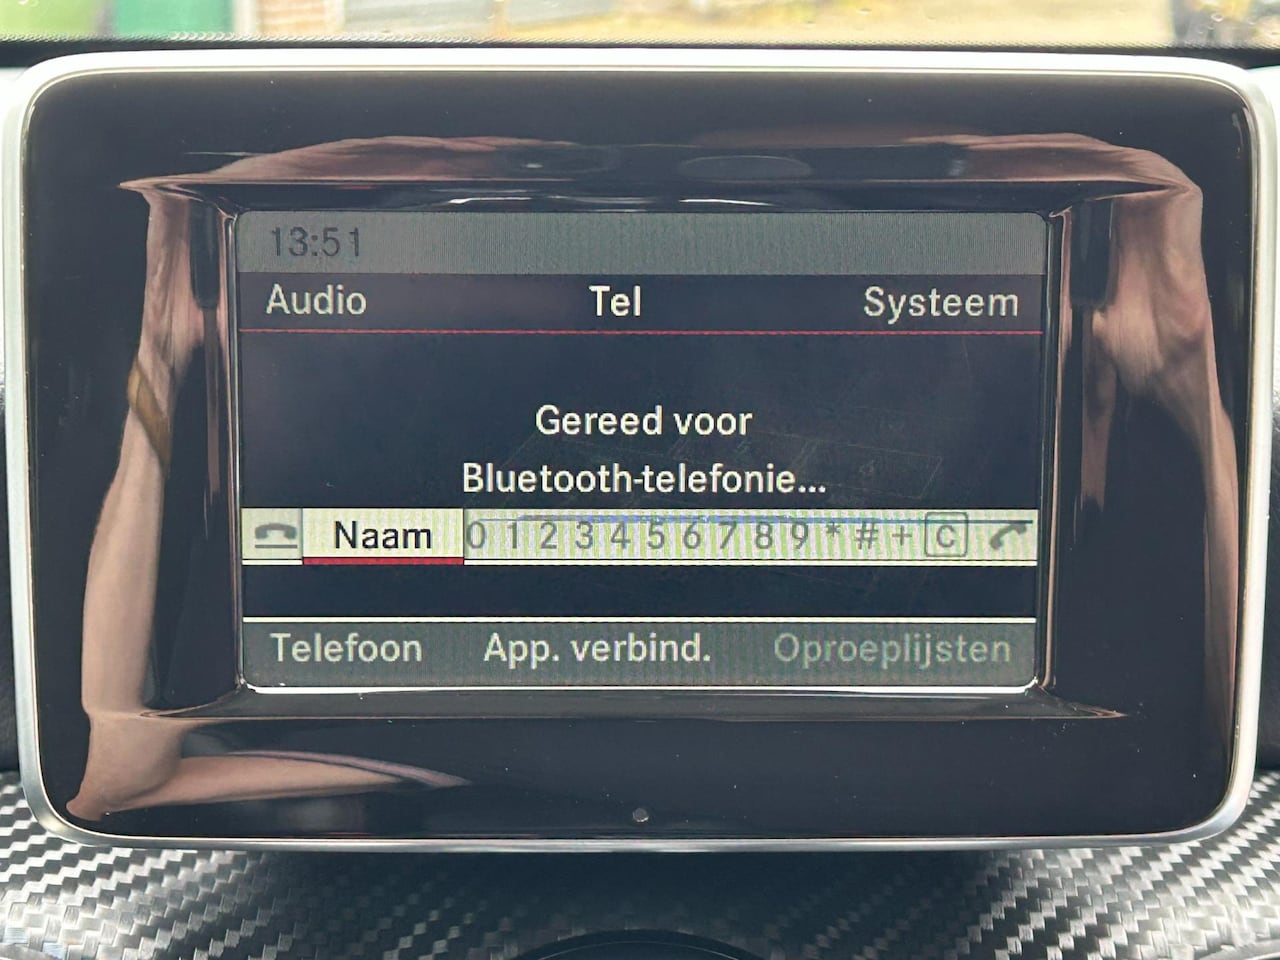 13:51
Audio Tel Systeem
Gereed voor
Bluetooth-telefonie...
Naam 0 1 2 3 4 5 6 7 8 9 * # + C
Telefoon App. verbind. Oproeplijsten